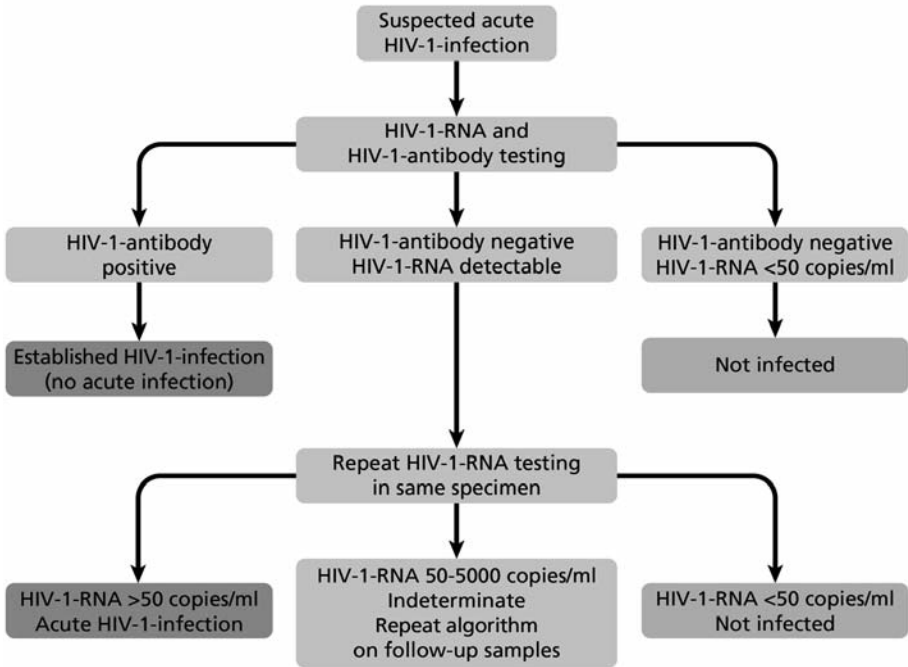 Suspected acute
HIV-1-infection
HIV-1-RNA and
HIV-1-antibody testing
HIV-1-antibody
positive
HIV-1-antibody negative
HIV-1-RNA detectable
HIV-1-antibody negative
HIV-1-RNA <50 copies/ml
Established HIV-1-infection
(no acute infection)
Not infected
Repeat HIV-1-RNA testing
in same specimen
HIV-1-RNA >50 copies/ml
Acute HIV-1-infection
HIV-1-RNA 50-5000 copies/ml
Indeterminate
Repeat algorithm
on follow-up samples
HIV-1-RNA <50 copies/ml
Not infected